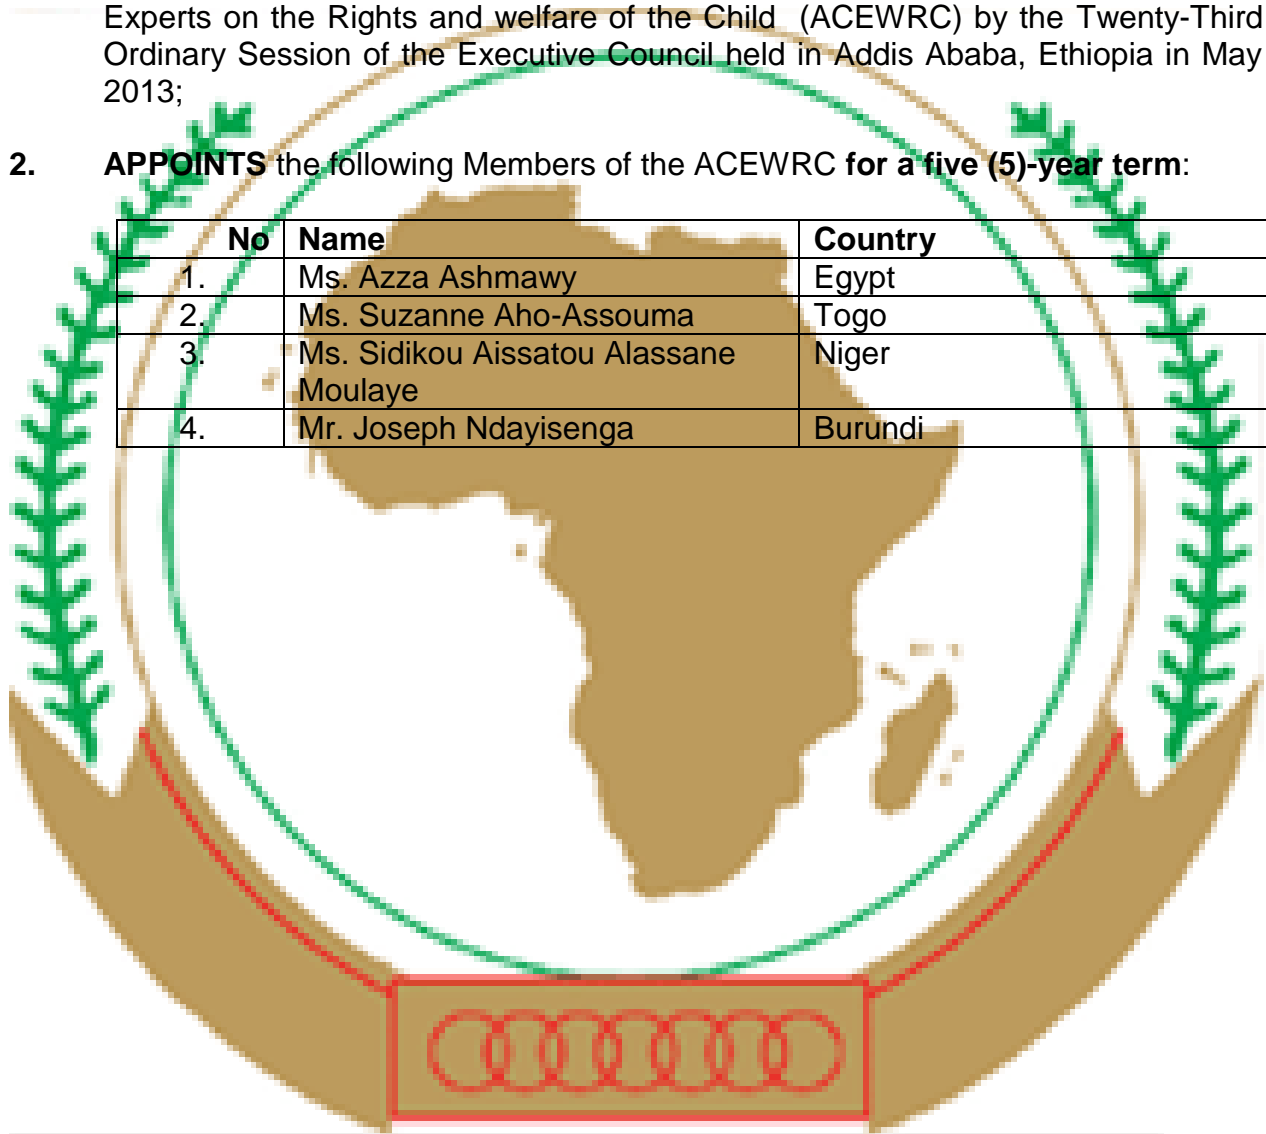 Experts on the Rights and welfare of the Child (ACEWRC) by the Twenty-Third
Ordinary Session of the Executive Council held in Addis Ababa, Ethiopia in May
2013;
2. APPOINTS the following Members of the ACEWRC for a five (5)-year term:
No Name Country
1. Ms. Azza Ashmawy Egypt
2. Ms. Suzanne Aho-Assouma Togo
3. Ms. Sidikou Aissatou Alassane Niger
Moulaye
4. Mr. Joseph Ndayisenga Burundi